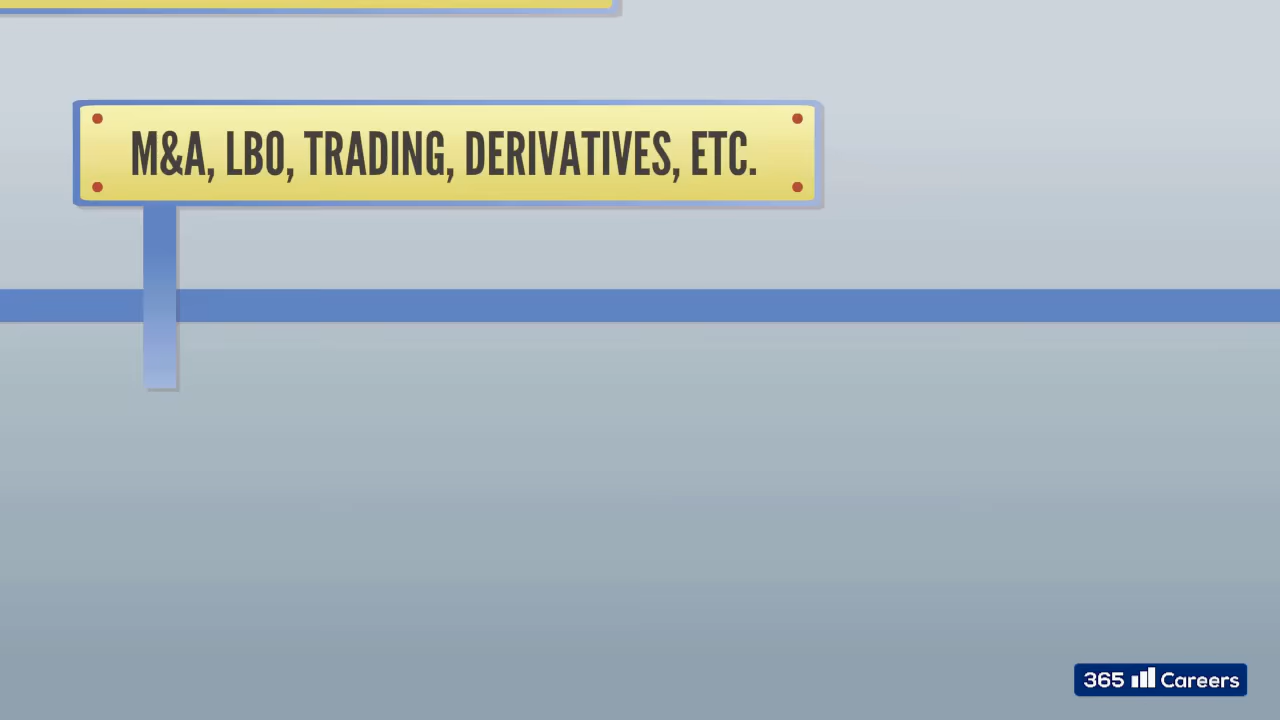 M&A, LBO, TRADING, DERIVATIVES, ETC.
365 Careers